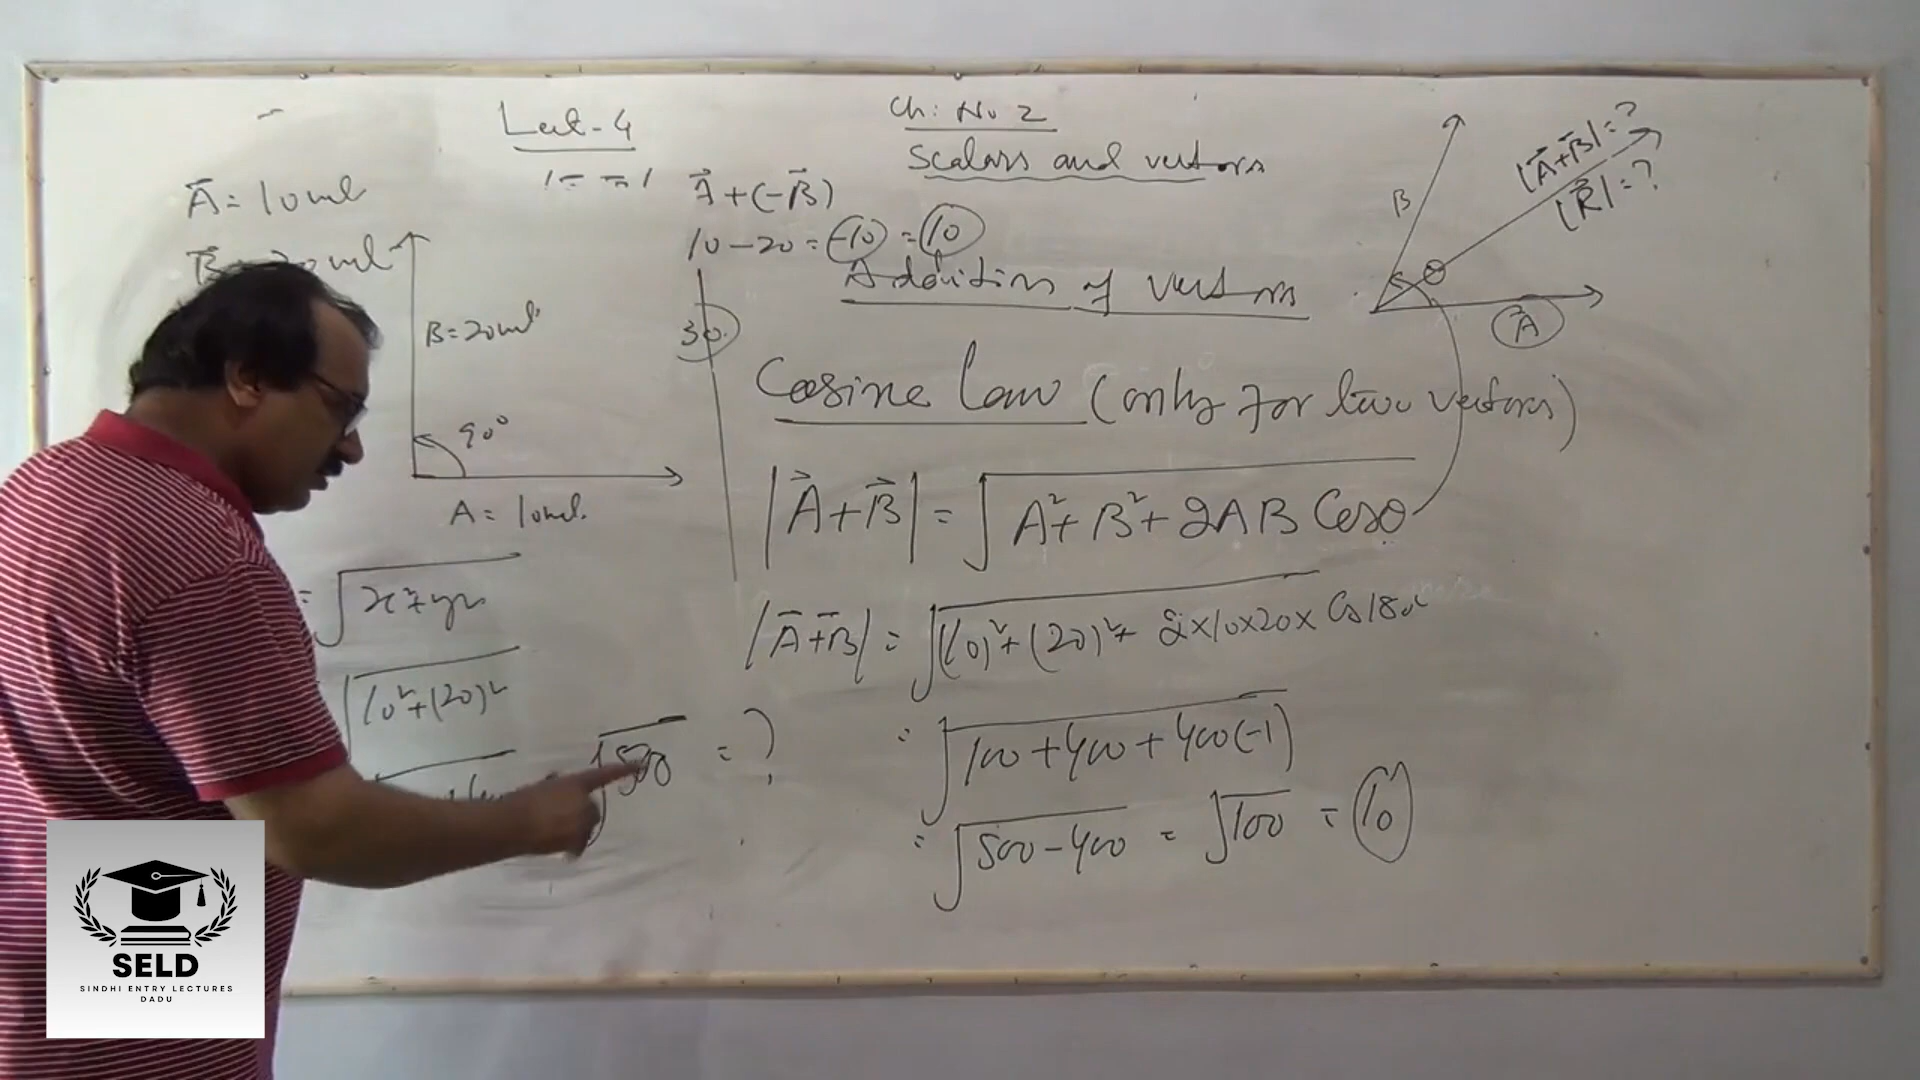 Lect-4
Ch: No 2
Scalars and vectors
A⃗ = 10 ml
A⃗+(-B⃗)
10-20 = -10 = 10
30
Addition of vectors
B = 20 ml
90°
A = 10 ml.
B
|A⃗+B⃗| = ?
|R⃗| = ?
θ
A⃗
Cosine law (only for two vectors)
|A⃗+B⃗| = √A²+B²+2AB Cosθ
|A⃗+B⃗| = √(10)²+(20)²+ 2×10×20× Cos180°
= √100+400+400(-1)
= √500-400 = √100 = 10
= √x²+y²
√10²+(20)²
√500 = ?
SELD
SINDHI ENTRY LECTURES
DADU